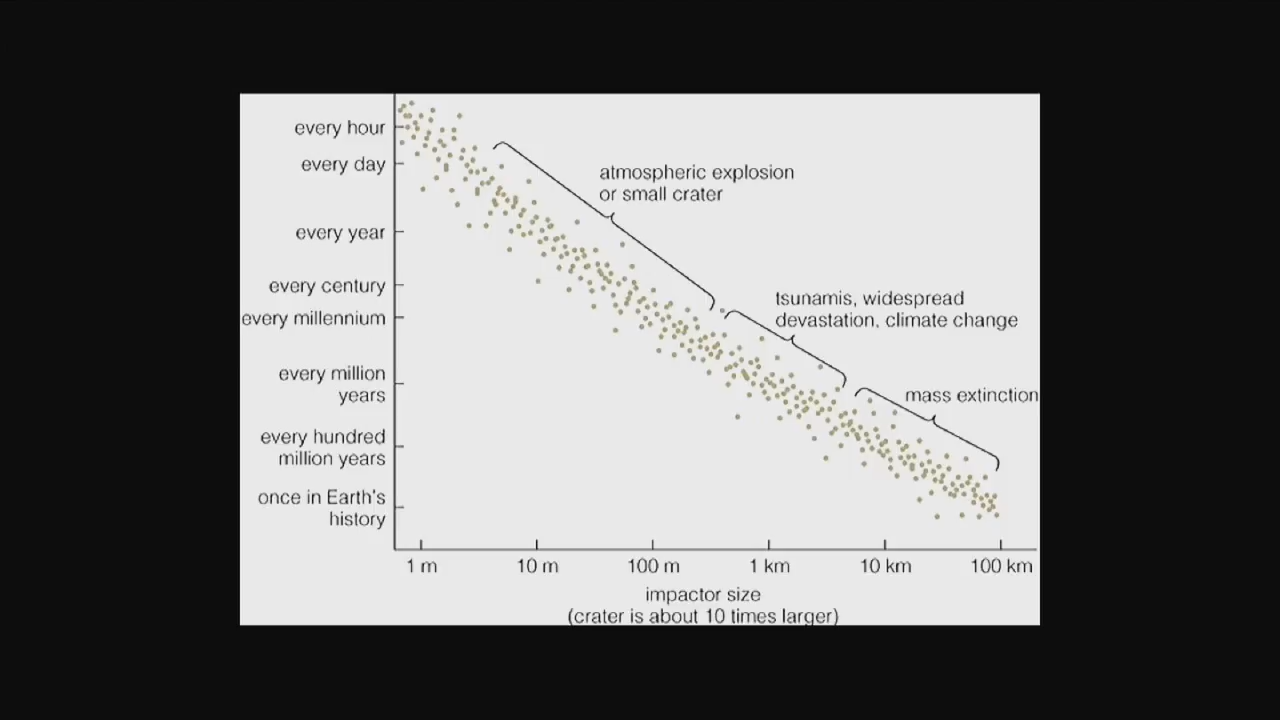 every hour
every day
every year
every century
every millennium
every million
years
every hundred
million years
once in Earth's
history
atmospheric explosion
or small crater
tsunamis, widespread
devastation, climate change
mass extinction
1 m
10 m
100 m
1 km
10 km
100 km
impactor size
(crater is about 10 times larger)